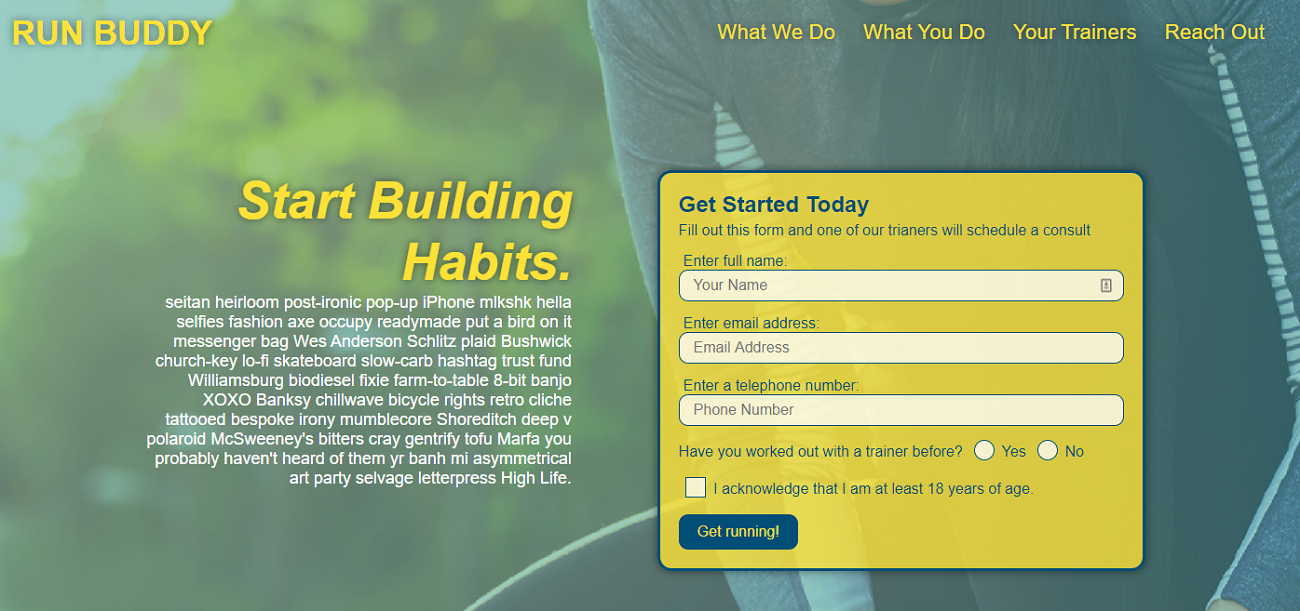 RUN BUDDY
What We Do What You Do Your Trainers Reach Out
Start Building
Habits.
seitan heirloom post-ironic pop-up iPhone mlkshk hella
selfies fashion axe occupy readymade put a bird on it
messenger bag Wes Anderson Schlitz plaid Bushwick
church-key lo-fi skateboard slow-carb hashtag trust fund
Williamsburg biodiesel fixie farm-to-table 8-bit banjo
XOXO Banksy chillwave bicycle rights retro cliche
tattooed bespoke irony mumblecore Shoreditch deep v
polaroid McSweeney's bitters cray gentrify tofu Marfa you
probably haven't heard of them yr banh mi asymmetrical
art party selvage letterpress High Life.
Get Started Today
Fill out this form and one of our trianers will schedule a consult
Enter full name:
Your Name
Enter email address:
Email Address
Enter a telephone number:
Phone Number
Have you worked out with a trainer before? Yes No
I acknowledge that I am at least 18 years of age.
Get running!